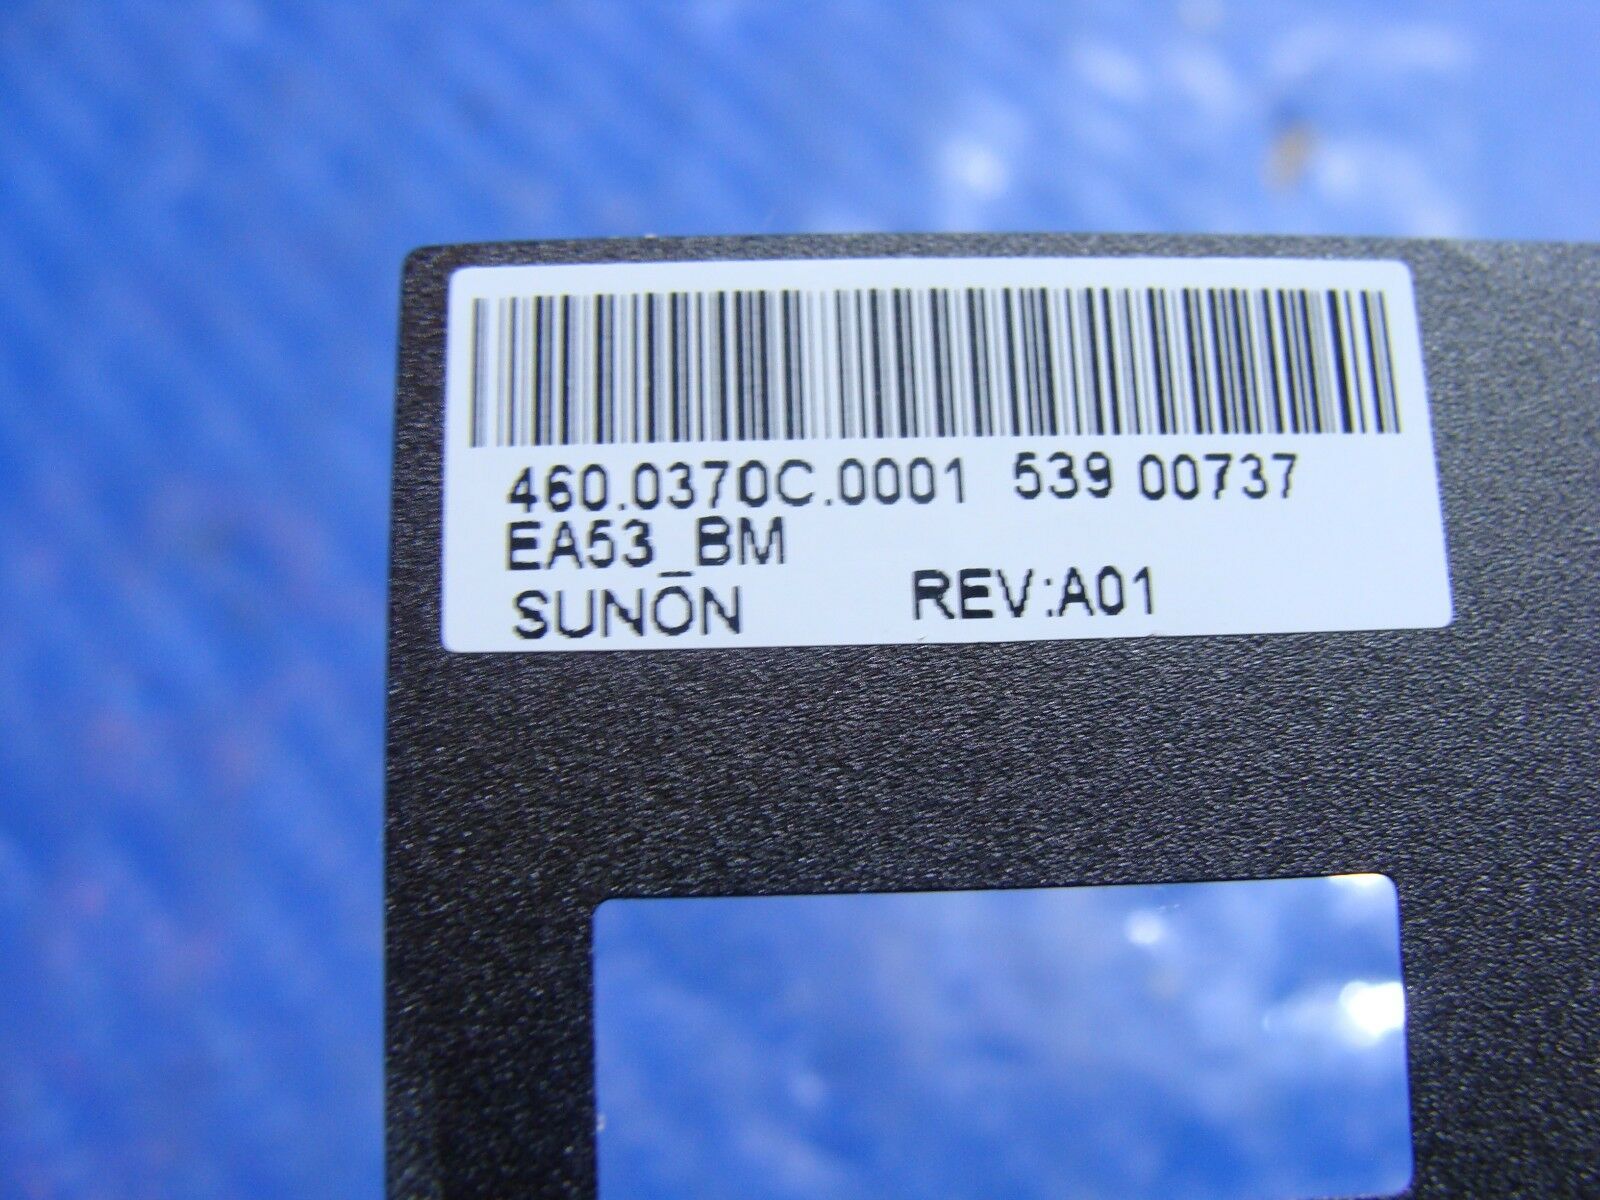 460.0370C.0001 539 00737
EA53_BM
SUNON REV:A01